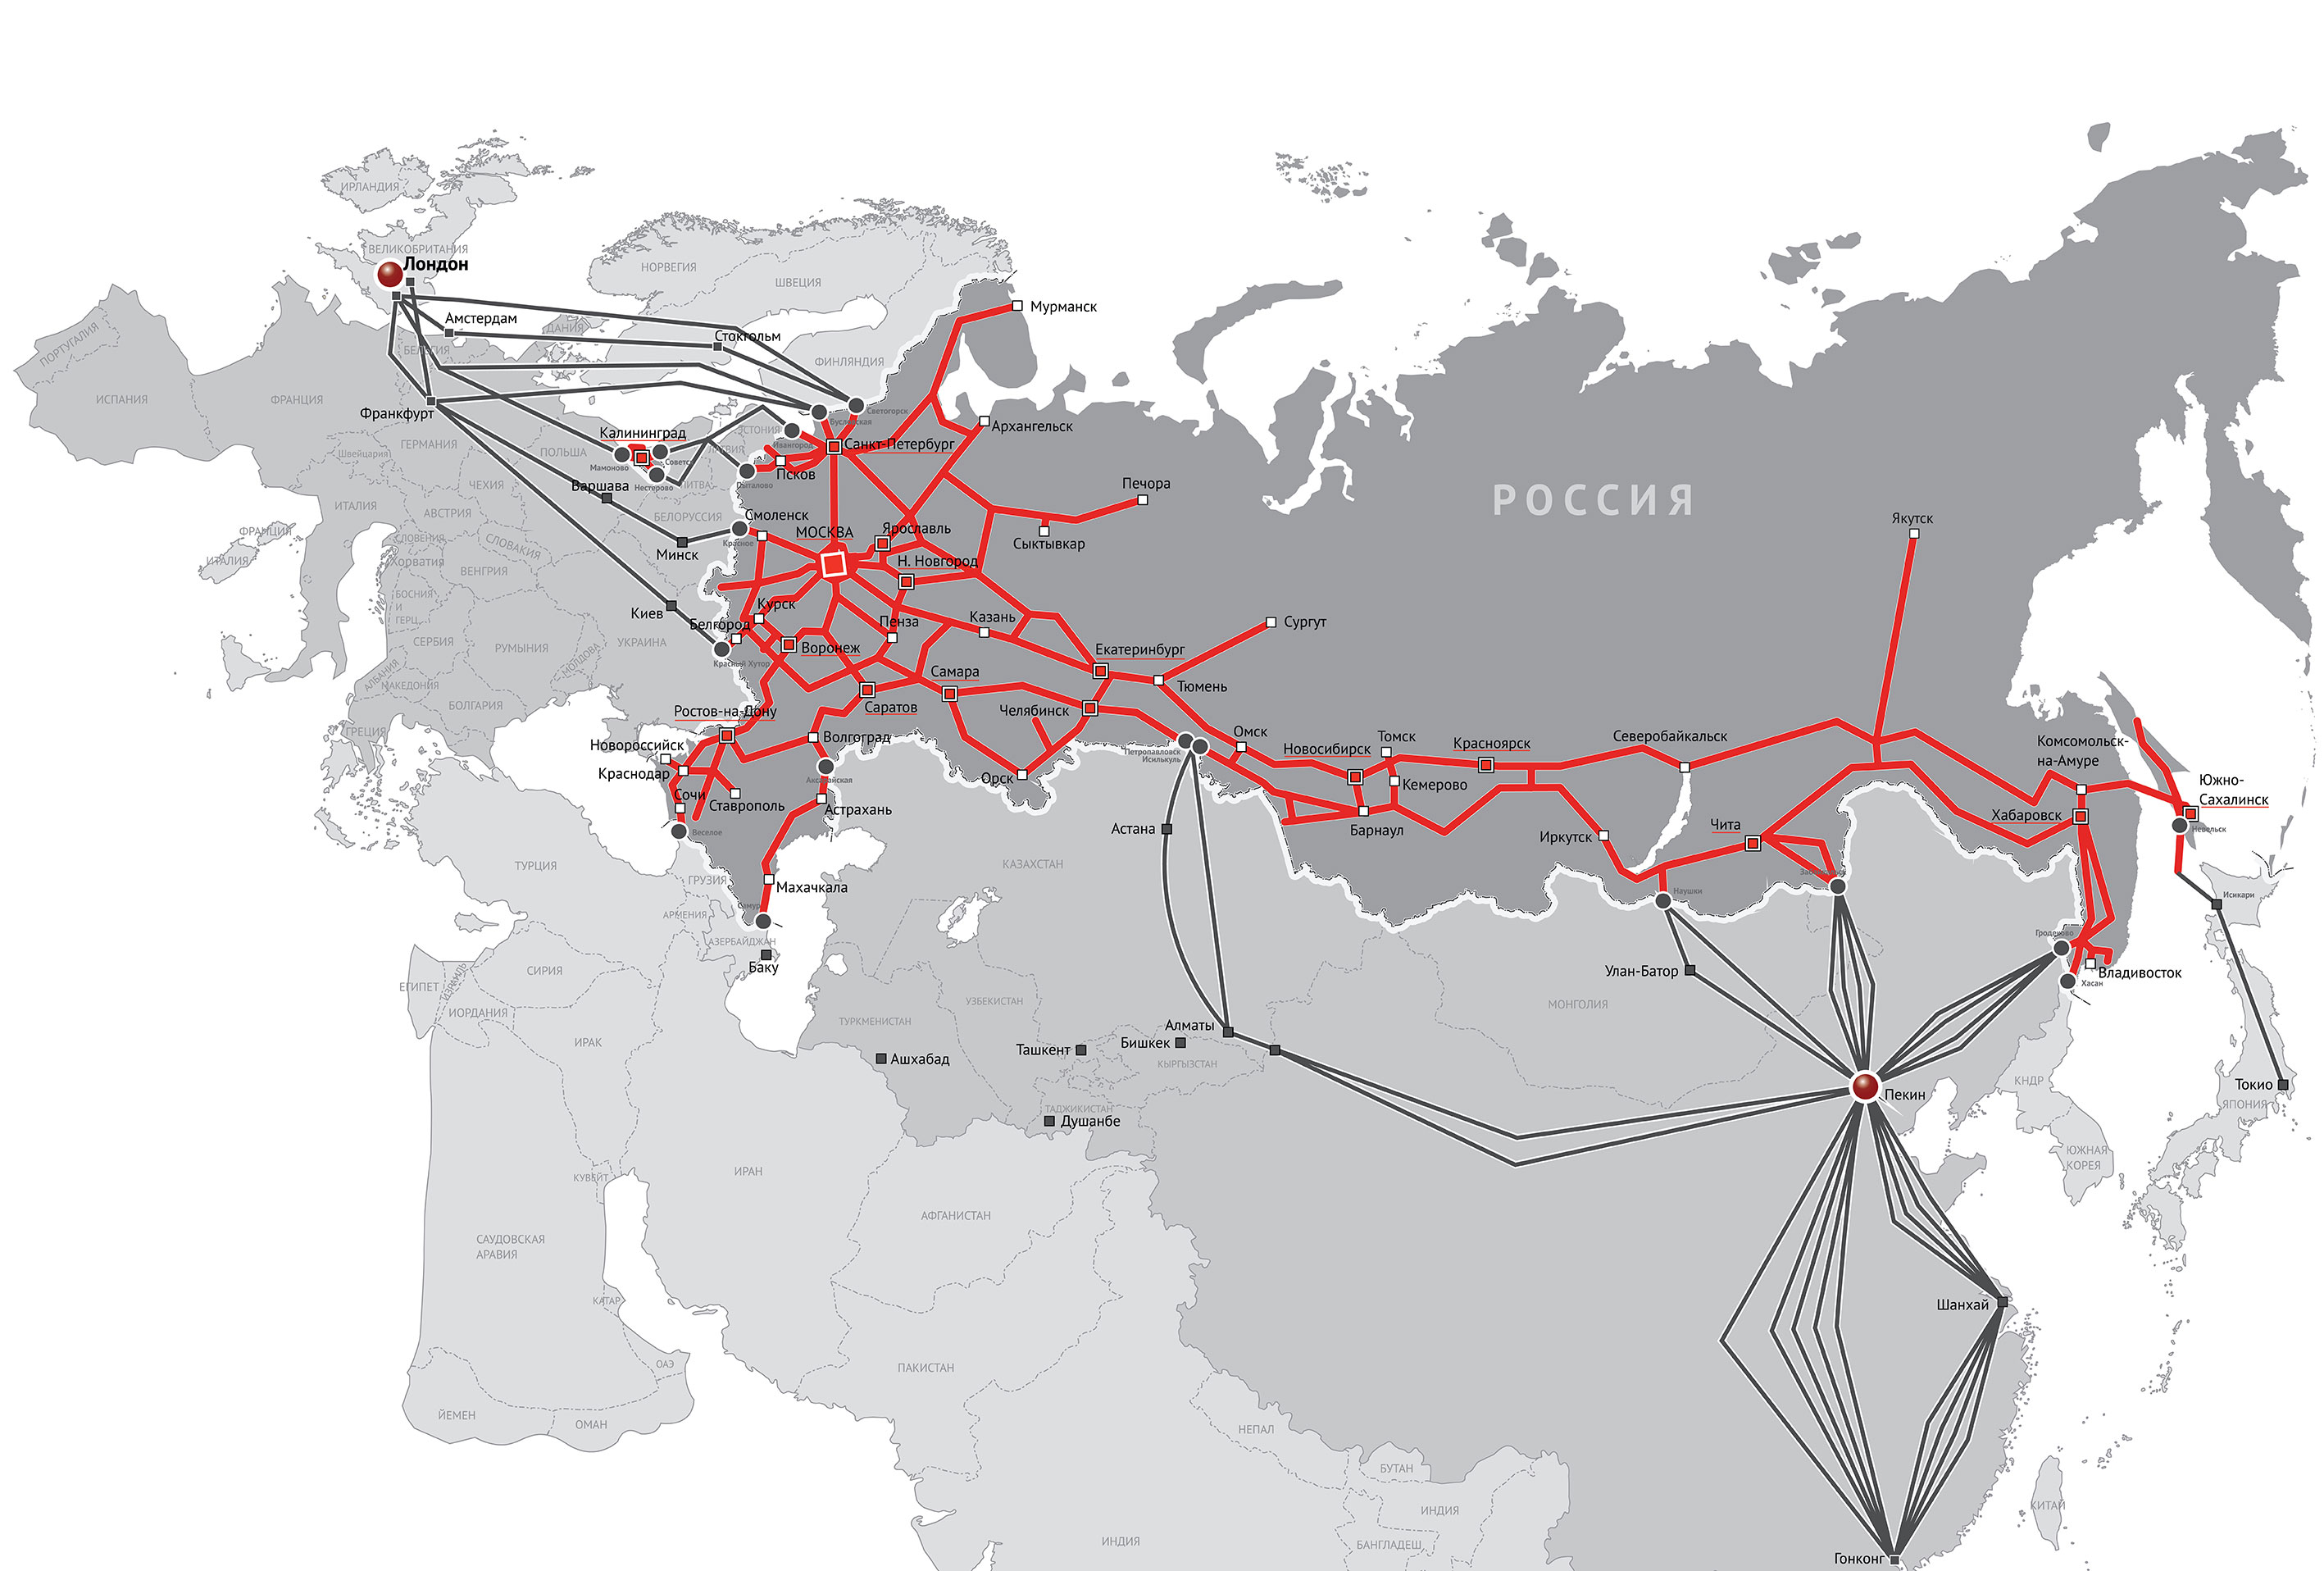 ИРЛАНДИЯ
ВЕЛИКОБРИТАНИЯ
Лондон
НОРВЕГИЯ
ШВЕЦИЯ
Мурманск
Амстердам
ДАНИЯ
Стокгольм
ПОРТУГАЛИЯ
БЕЛЬГИЯ
ФИНЛЯНДИЯ
ИСПАНИЯ
ФРАНЦИЯ
Франкфурт
Светогорск
Бусловская
Архангельск
Калининград
ЭСТОНИЯ
Ивангород
Санкт-Петербург
ГЕРМАНИЯ
Швейцария
ПОЛЬША
ЛАТВИЯ
Мамоново
Советск
Нестерово
Псков
Пыталово
ЛИТВА
Варшава
ЧЕХИЯ
Печора
РОССИЯ
ИТАЛИЯ
АВСТРИЯ
БЕЛОРУССИЯ
Смоленск
Якутск
ФРАНЦИЯ
СЛОВЕНИЯ
СЛОВАКИЯ
Красное
МОСКВА
Ярославль
Сыктывкар
ИТАЛИЯ
Хорватия
ВЕНГРИЯ
Минск
Н. Новгород
БОСНИЯ
И
ГЕРЦ.
Киев
Курск
Белгород
Пенза
Казань
Сургут
СЕРБИЯ
РУМЫНИЯ
МОЛДОВА
УКРАИНА
Воронеж
Красный Хутор
Екатеринбург
АЛБАНИЯ
МАКЕДОНИЯ
Самара
Тюмень
БОЛГАРИЯ
Ростов-на-Дону
Саратов
Челябинск
ГРЕЦИЯ
Новороссийск
Волгоград
Омск
Томск
Новосибирск
Красноярск
Северобайкальск
Комсомольск-
на-Амуре
Петропавловск
Исилькуль
Краснодар
Аксарайская
Орск
Кемерово
Южно-
Сахалинск
Сочи
Ставрополь
Астрахань
Астана
Барнаул
Иркутск
Чита
Хабаровск
Невельск
Веселое
ТУРЦИЯ
КАЗАХСТАН
ГРУЗИЯ
Махачкала
Наушки
Исикари
Самур
АРМЕНИЯ
АЗЕРБАЙДЖАН
Баку
Гродеково
Владивосток
Хасан
СИРИЯ
ИЗРАИЛЬ
ЕГИПЕТ
ИОРДАНИЯ
Улан-Батор
УЗБЕКИСТАН
МОНГОЛИЯ
ТУРКМЕНИСТАН
ИРАК
Алматы
Бишкек
Ташкент
Ашхабад
КЫРГЫЗСТАН
КНДР
Токио
Пекин
ЯПОНИЯ
ТАДЖИКИСТАН
Душанбе
ИРАН
КУВЕЙТ
ЮЖНАЯ
КОРЕЯ
АФГАНИСТАН
САУДОВСКАЯ
АРАВИЯ
КАТАР
Шанхай
ОАЭ
ПАКИСТАН
ЙЕМЕН
ОМАН
НЕПАЛ
БУТАН
ИНДИЯ
КИТАЙ
ИНДИЯ
БАНГЛАДЕШ
Гонконг